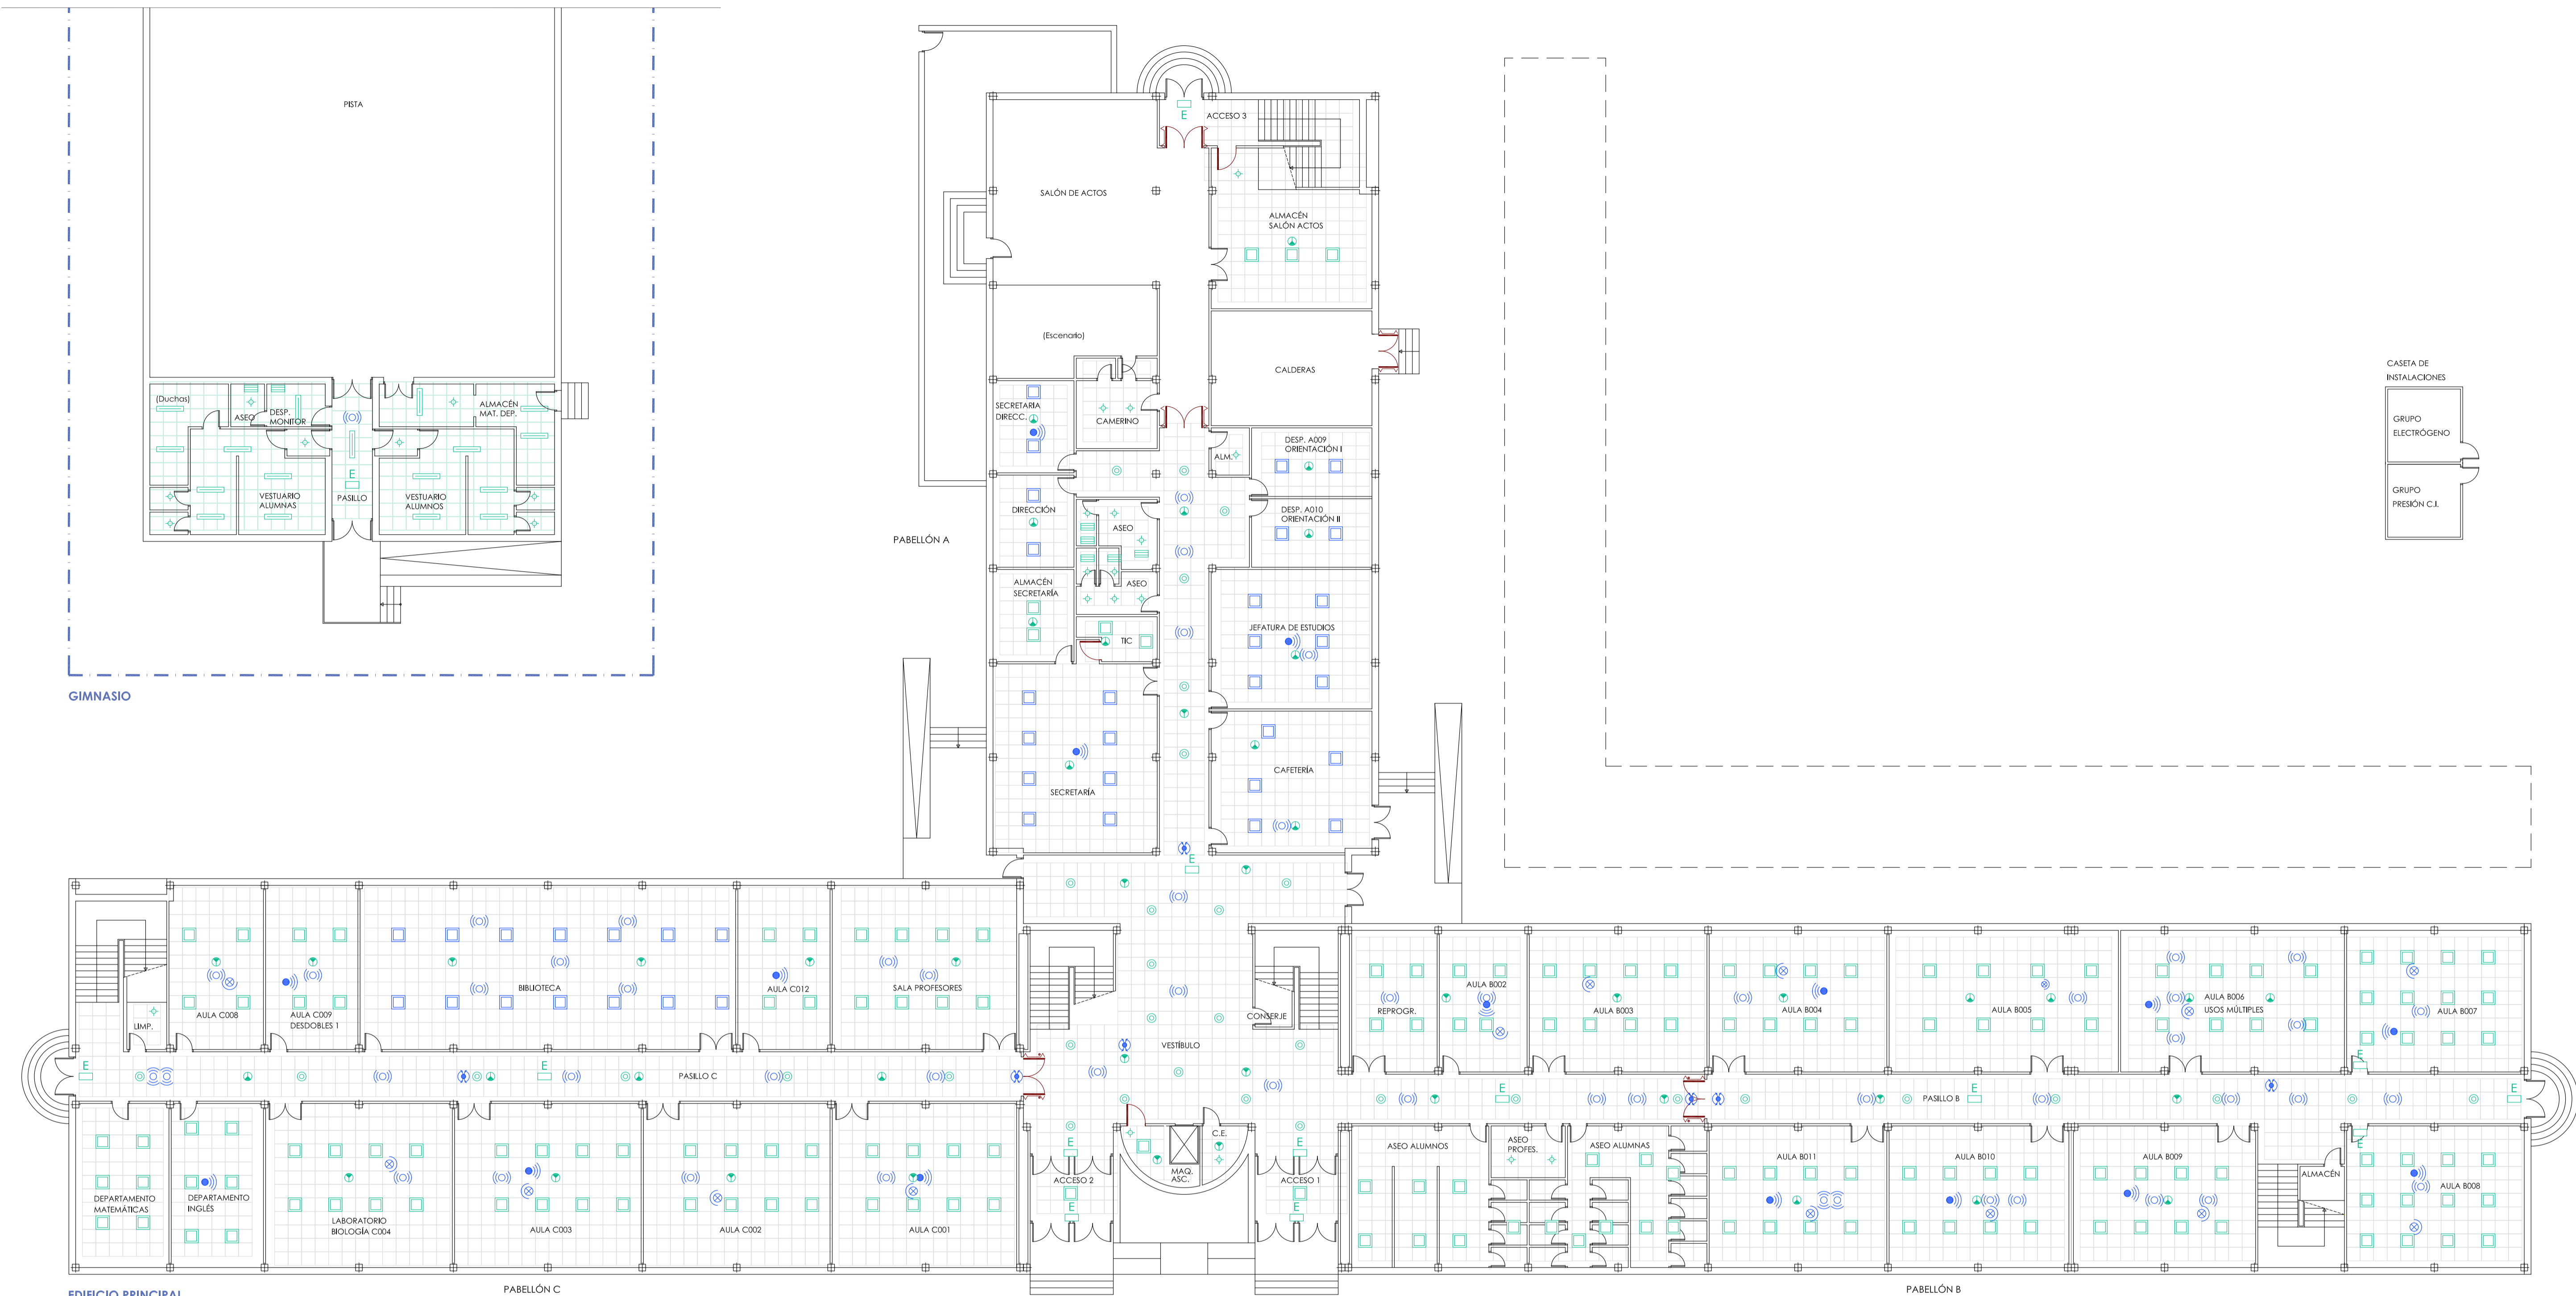 PISTA
(Duchas)
ASEO
DESP.
MONITOR
ALMACÉN
MAT. DEP.
E
VESTUARIO
ALUMNAS
PASILLO
VESTUARIO
ALUMNOS
GIMNASIO
E
ACCESO 3
SALÓN DE ACTOS
ALMACÉN
SALÓN ACTOS
(Escenario)
CALDERAS
SECRETARIA
DIRECC.
CAMERINO
ALM.
DESP. A009
ORIENTACIÓN I
DIRECCIÓN
ASEO
DESP. A010
ORIENTACIÓN II
PABELLÓN A
ALMACÉN
SECRETARÍA
ASEO
TIC
JEFATURA DE ESTUDIOS
SECRETARÍA
CAFETERÍA
E
CASETA DE
INSTALACIONES
GRUPO
ELECTRÓGENO
GRUPO
PRESIÓN C.I.
LIMP.
AULA C008
AULA C009
DESDOBLES 1
BIBLIOTECA
AULA C012
SALA PROFESORES
CONSERJE
VESTÍBULO
REPROGR.
AULA B002
AULA B003
AULA B004
AULA B005
AULA B006
USOS MÚLTIPLES
AULA B007
E
E
PASILLO C
E
E
PASILLO B
E
E
E
DEPARTAMENTO
MATEMÁTICAS
DEPARTAMENTO
INGLÉS
LABORATORIO
BIOLOGÍA C004
AULA C003
AULA C002
AULA C001
E
ACCESO 2
E
MAQ.
ASC.
C.E.
E
ACCESO 1
E
ASEO ALUMNOS
ASEO
PROFES.
ASEO ALUMNAS
AULA B011
AULA B010
AULA B009
ALMACÉN
E
AULA B008
EDIFICIO PRINCIPAL
PABELLÓN C
PABELLÓN B